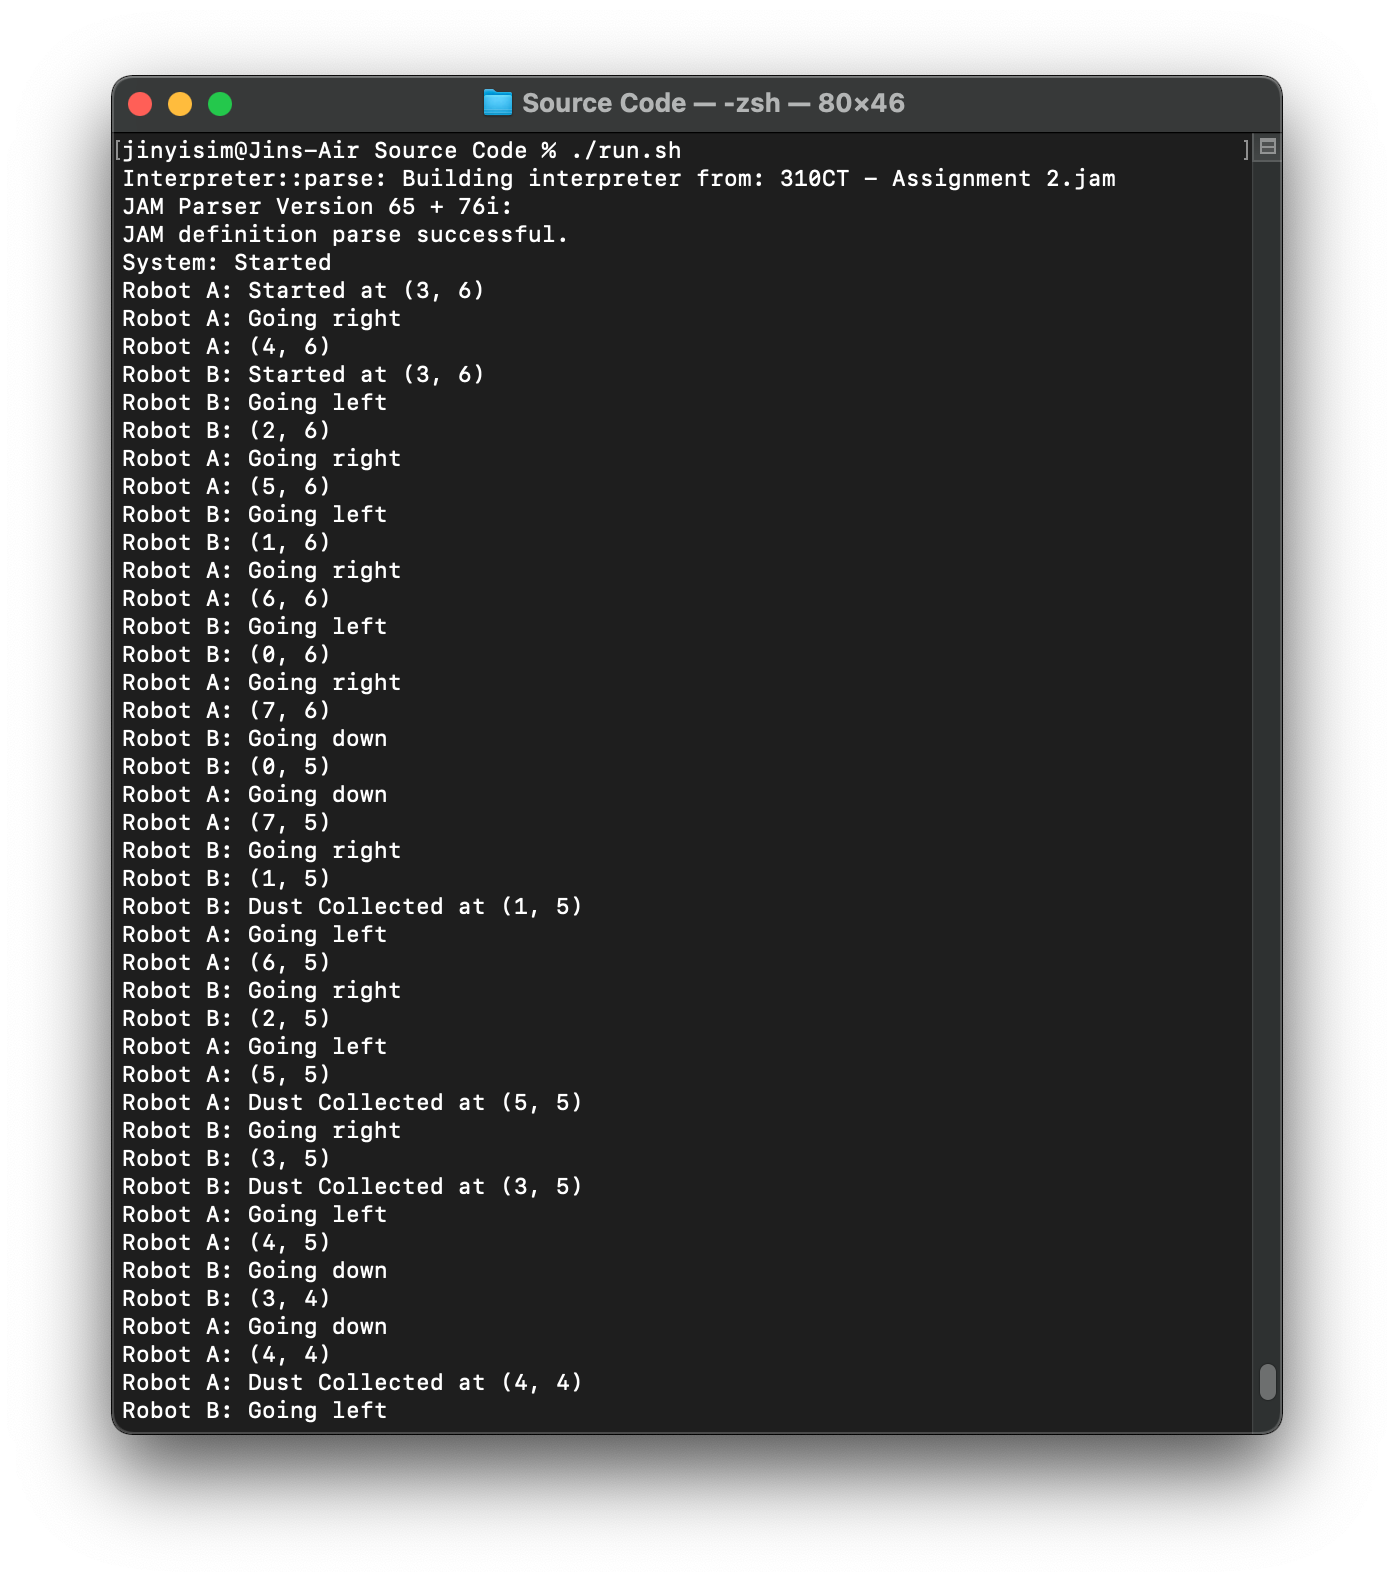 Source Code — -zsh — 80×46
jinyisim@Jins-Air Source Code % ./run.sh
Interpreter::parse: Building interpreter from: 310CT - Assignment 2.jam
JAM Parser Version 65 + 76i:
JAM definition parse successful.
System: Started
Robot A: Started at (3, 6)
Robot A: Going right
Robot A: (4, 6)
Robot B: Started at (3, 6)
Robot B: Going left
Robot B: (2, 6)
Robot A: Going right
Robot A: (5, 6)
Robot B: Going left
Robot B: (1, 6)
Robot A: Going right
Robot A: (6, 6)
Robot B: Going left
Robot B: (0, 6)
Robot A: Going right
Robot A: (7, 6)
Robot B: Going down
Robot B: (0, 5)
Robot A: Going down
Robot A: (7, 5)
Robot B: Going right
Robot B: (1, 5)
Robot B: Dust Collected at (1, 5)
Robot A: Going left
Robot A: (6, 5)
Robot B: Going right
Robot B: (2, 5)
Robot A: Going left
Robot A: (5, 5)
Robot A: Dust Collected at (5, 5)
Robot B: Going right
Robot B: (3, 5)
Robot B: Dust Collected at (3, 5)
Robot A: Going left
Robot A: (4, 5)
Robot B: Going down
Robot B: (3, 4)
Robot A: Going down
Robot A: (4, 4)
Robot A: Dust Collected at (4, 4)
Robot B: Going left